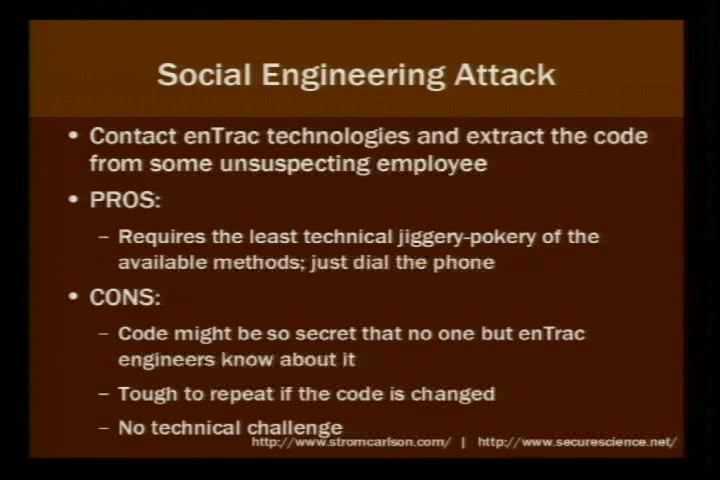 Social Engineering Attack
• Contact enTrac technologies and extract the code
from some unsuspecting employee
• PROS:
– Requires the least technical jiggery-pokery of the
available methods; just dial the phone
• CONS:
– Code might be so secret that no one but enTrac
engineers know about it
– Tough to repeat if the code is changed
– No technical challenge
http://www.stromcarlson.com/ | http://www.securescience.net/